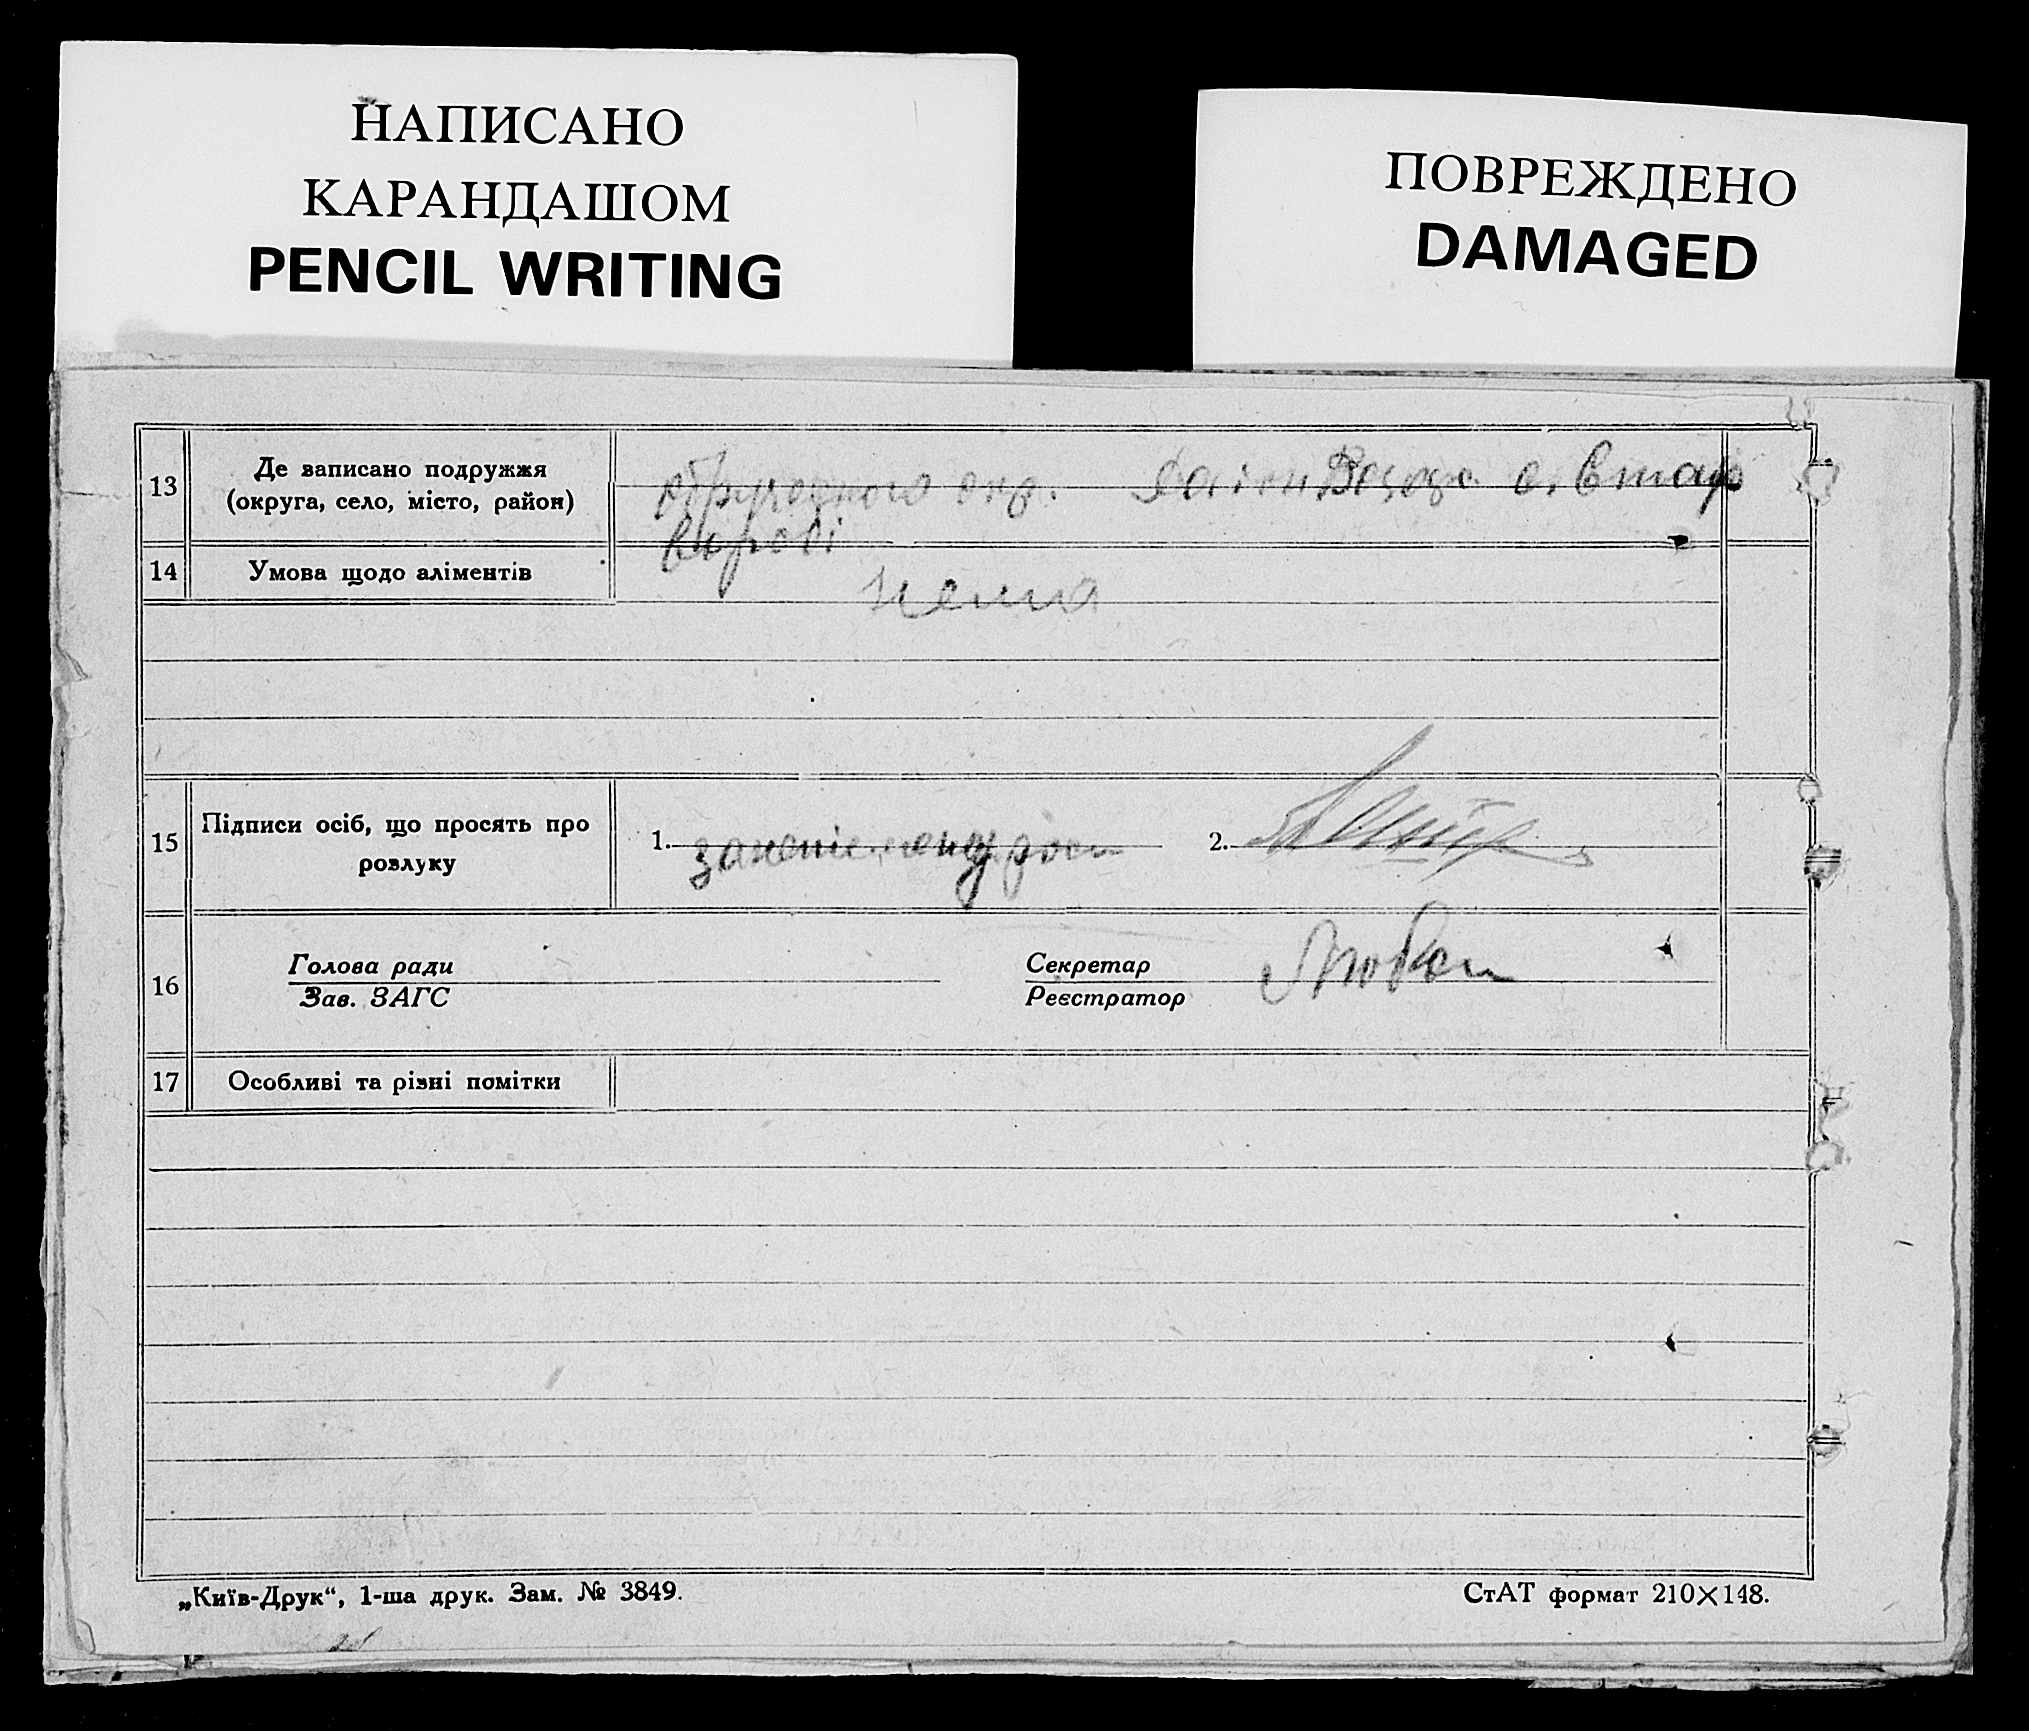 НАПИСАНО
КАРАНДАШОМ
PENCIL WRITING
ПОВРЕЖДЕНО
DAMAGED
13 Де записано подружжя
(округа, село, місто, район)
с. Втар
вирові
14 Умова щодо аліментів
нема
15 Підписи осіб, що просять про
розлуку
1. 2.
16 Голова ради
Зав. ЗАГС
Секретар
Реєстратор
17 Особливі та різні помітки
„Київ-Друк“, 1-ша друк. Зам. № 3849.
СтАТ формат 210×148.